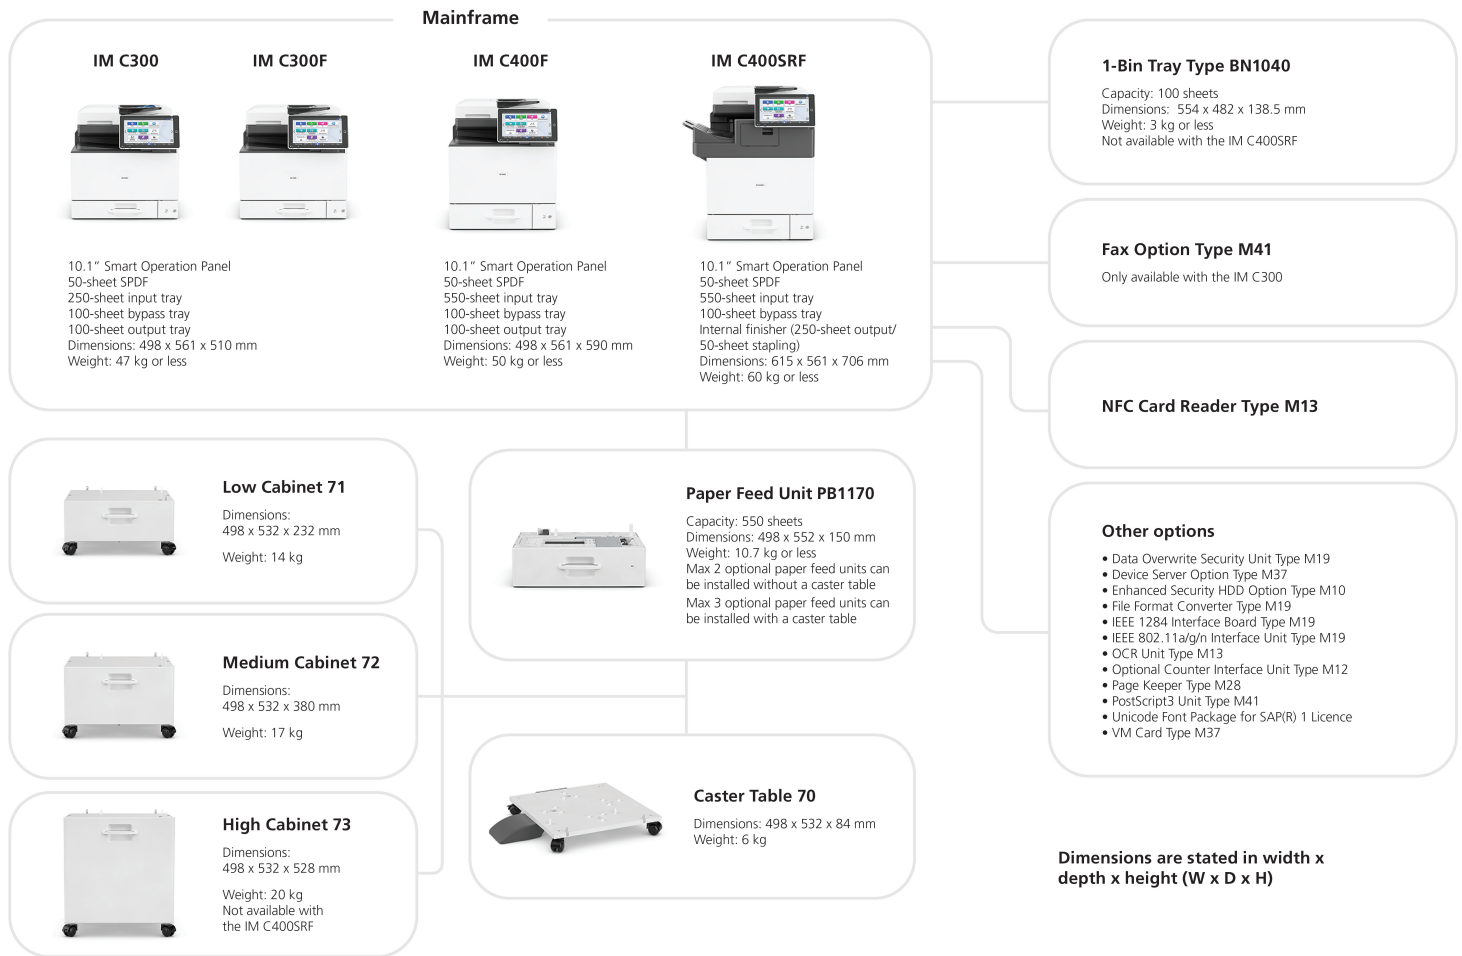 Mainframe
IM C300
IM C300F
IM C400F
IM C400SRF
10.1” Smart Operation Panel
50-sheet SPDF
250-sheet input tray
100-sheet bypass tray
100-sheet output tray
Dimensions: 498 x 561 x 510 mm
Weight: 47 kg or less
10.1” Smart Operation Panel
50-sheet SPDF
550-sheet input tray
100-sheet bypass tray
100-sheet output tray
Dimensions: 498 x 561 x 590 mm
Weight: 50 kg or less
10.1” Smart Operation Panel
50-sheet SPDF
550-sheet input tray
100-sheet bypass tray
Internal finisher (250-sheet output/
50-sheet stapling)
Dimensions: 615 x 561 x 706 mm
Weight: 60 kg or less
1-Bin Tray Type BN1040
Capacity: 100 sheets
Dimensions: 554 x 482 x 138.5 mm
Weight: 3 kg or less
Not available with the IM C400SRF
Fax Option Type M41
Only available with the IM C300
NFC Card Reader Type M13
Low Cabinet 71
Dimensions:
498 x 532 x 232 mm
Weight: 14 kg
Medium Cabinet 72
Dimensions:
498 x 532 x 380 mm
Weight: 17 kg
High Cabinet 73
Dimensions:
498 x 532 x 528 mm
Weight: 20 kg
Not available with
the IM C400SRF
Paper Feed Unit PB1170
Capacity: 550 sheets
Dimensions: 498 x 552 x 150 mm
Weight: 10.7 kg or less
Max 2 optional paper feed units can
be installed without a caster table
Max 3 optional paper feed units can
be installed with a caster table
Caster Table 70
Dimensions: 498 x 532 x 84 mm
Weight: 6 kg
Other options
• Data Overwrite Security Unit Type M19
• Device Server Option Type M37
• Enhanced Security HDD Option Type M10
• File Format Converter Type M19
• IEEE 1284 Interface Board Type M19
• IEEE 802.11a/g/n Interface Unit Type M19
• OCR Unit Type M13
• Optional Counter Interface Unit Type M12
• Page Keeper Type M28
• PostScript3 Unit Type M41
• Unicode Font Package for SAP(R) 1 Licence
• VM Card Type M37
Dimensions are stated in width x
depth x height (W x D x H)